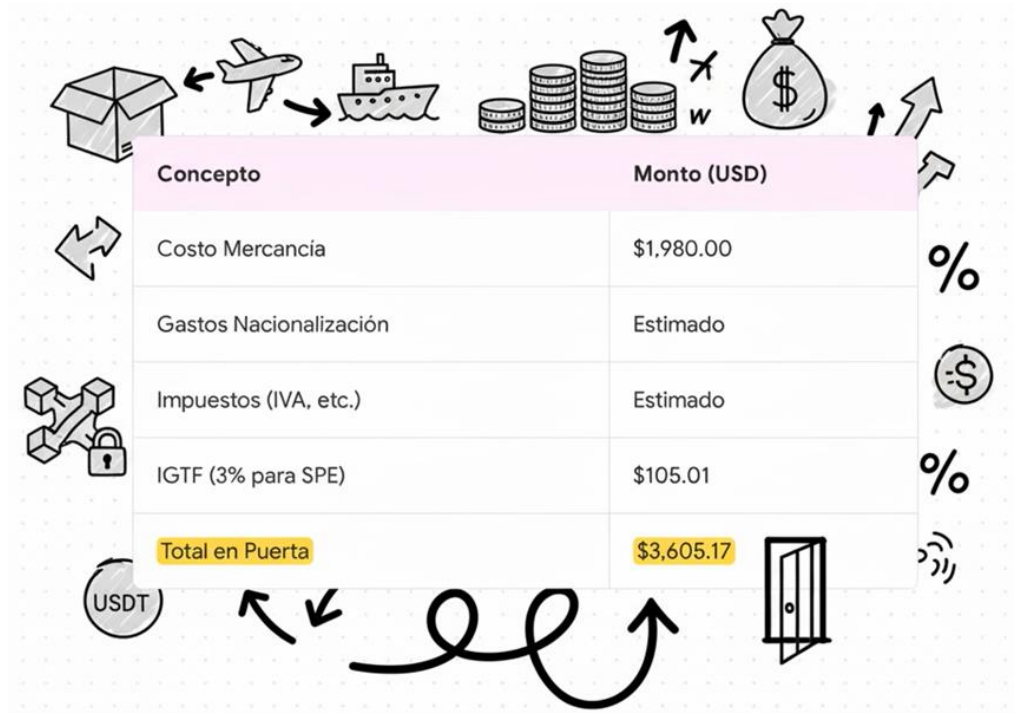 Concepto Monto (USD)
Costo Mercancía $1,980.00
Gastos Nacionalización Estimado
Impuestos (IVA, etc.) Estimado
IGTF (3% para SPE) $105.01
Total en Puerta $3,605.17
$
w
%
$
%
USDT